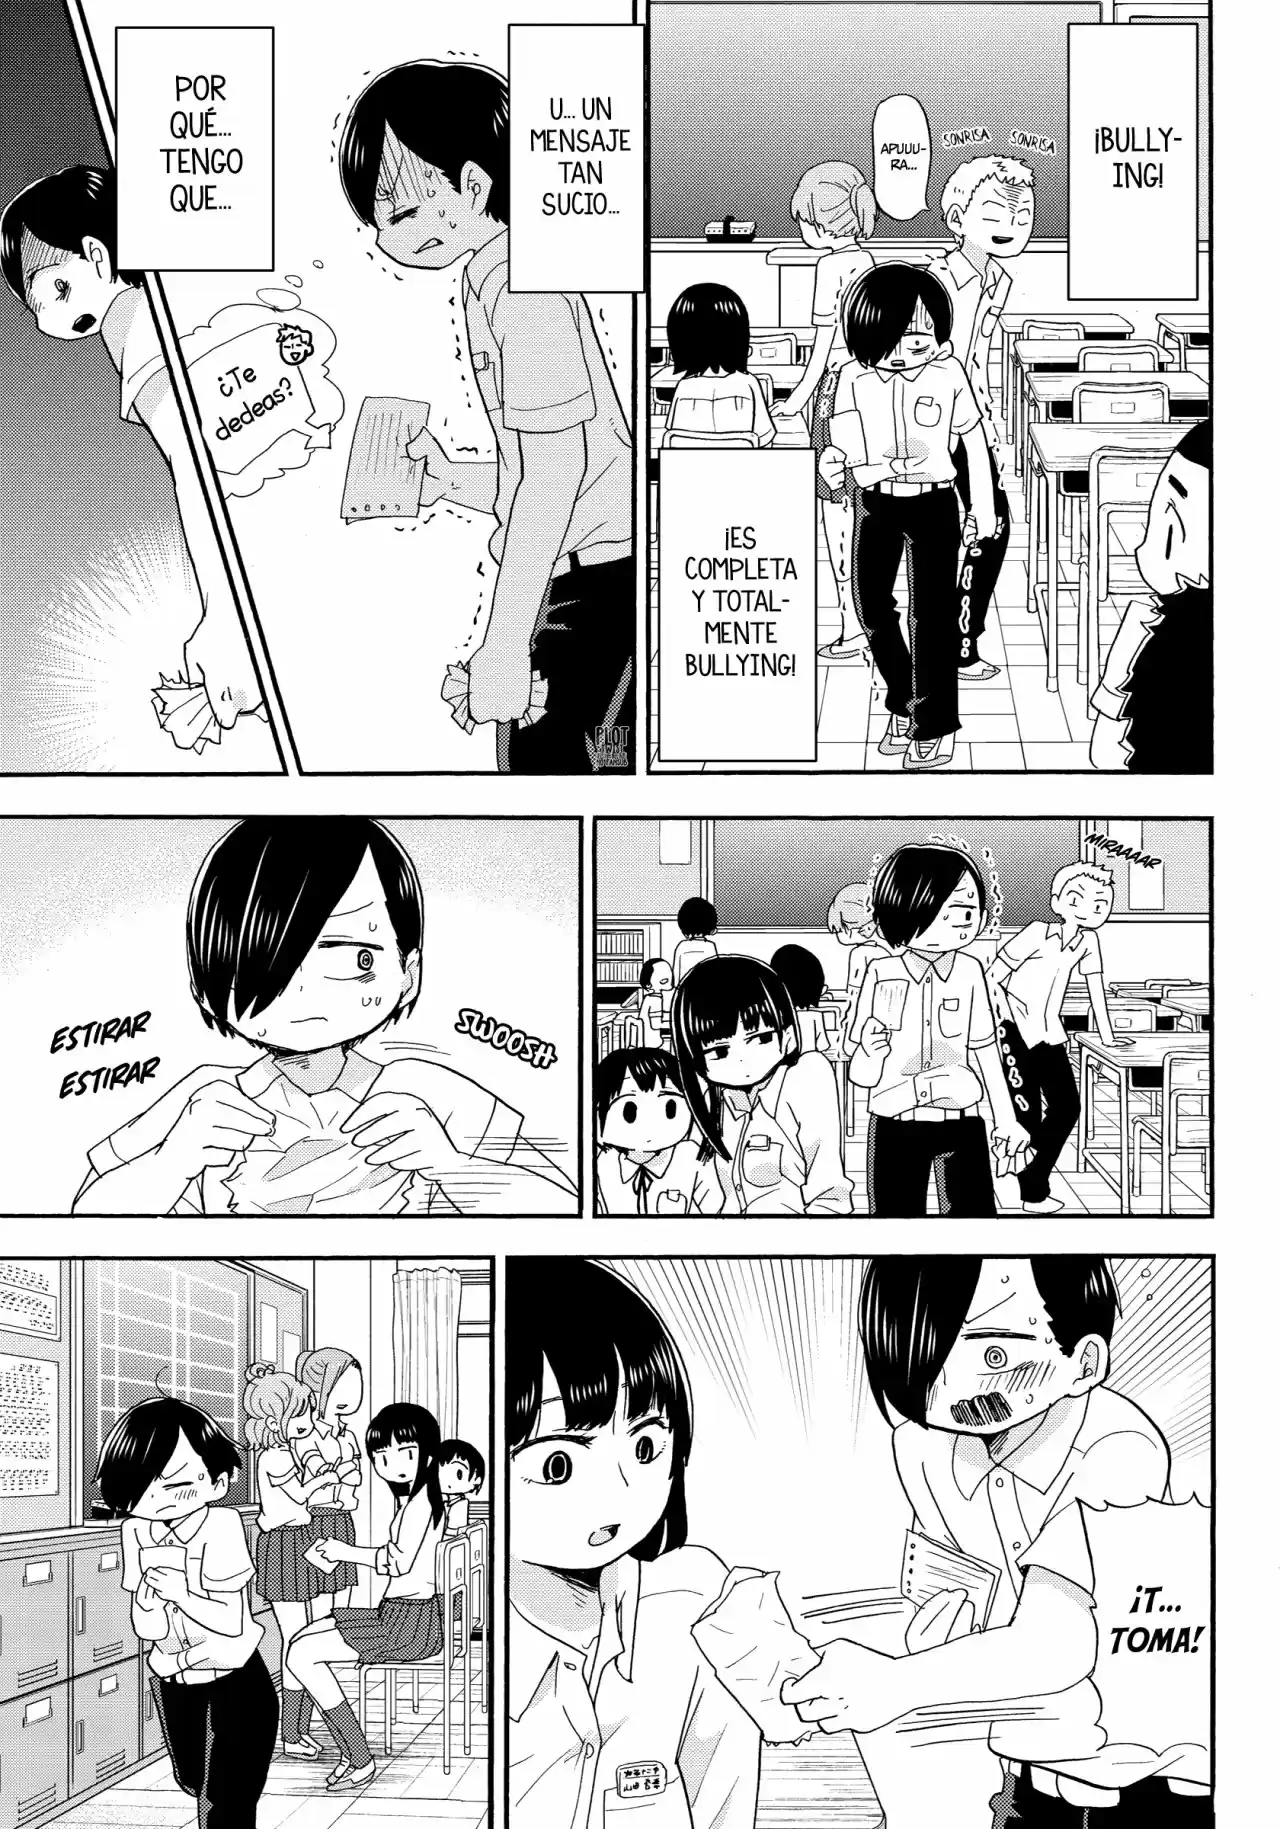 ¡BULLY-
ING!
SONRISA
SONRISA
APUUU-
RA...
¡ES
COMPLETA
Y TOTAL-
MENTE
BULLYING!
U... UN
MENSAJE
TAN
SUCIO...
POR
QUÉ...
TENGO
QUE...
¿Te
dedeas?
MIRAAAAR
ESTIRAR
ESTIRAR
SWOOSH
¡T...
TOMA!